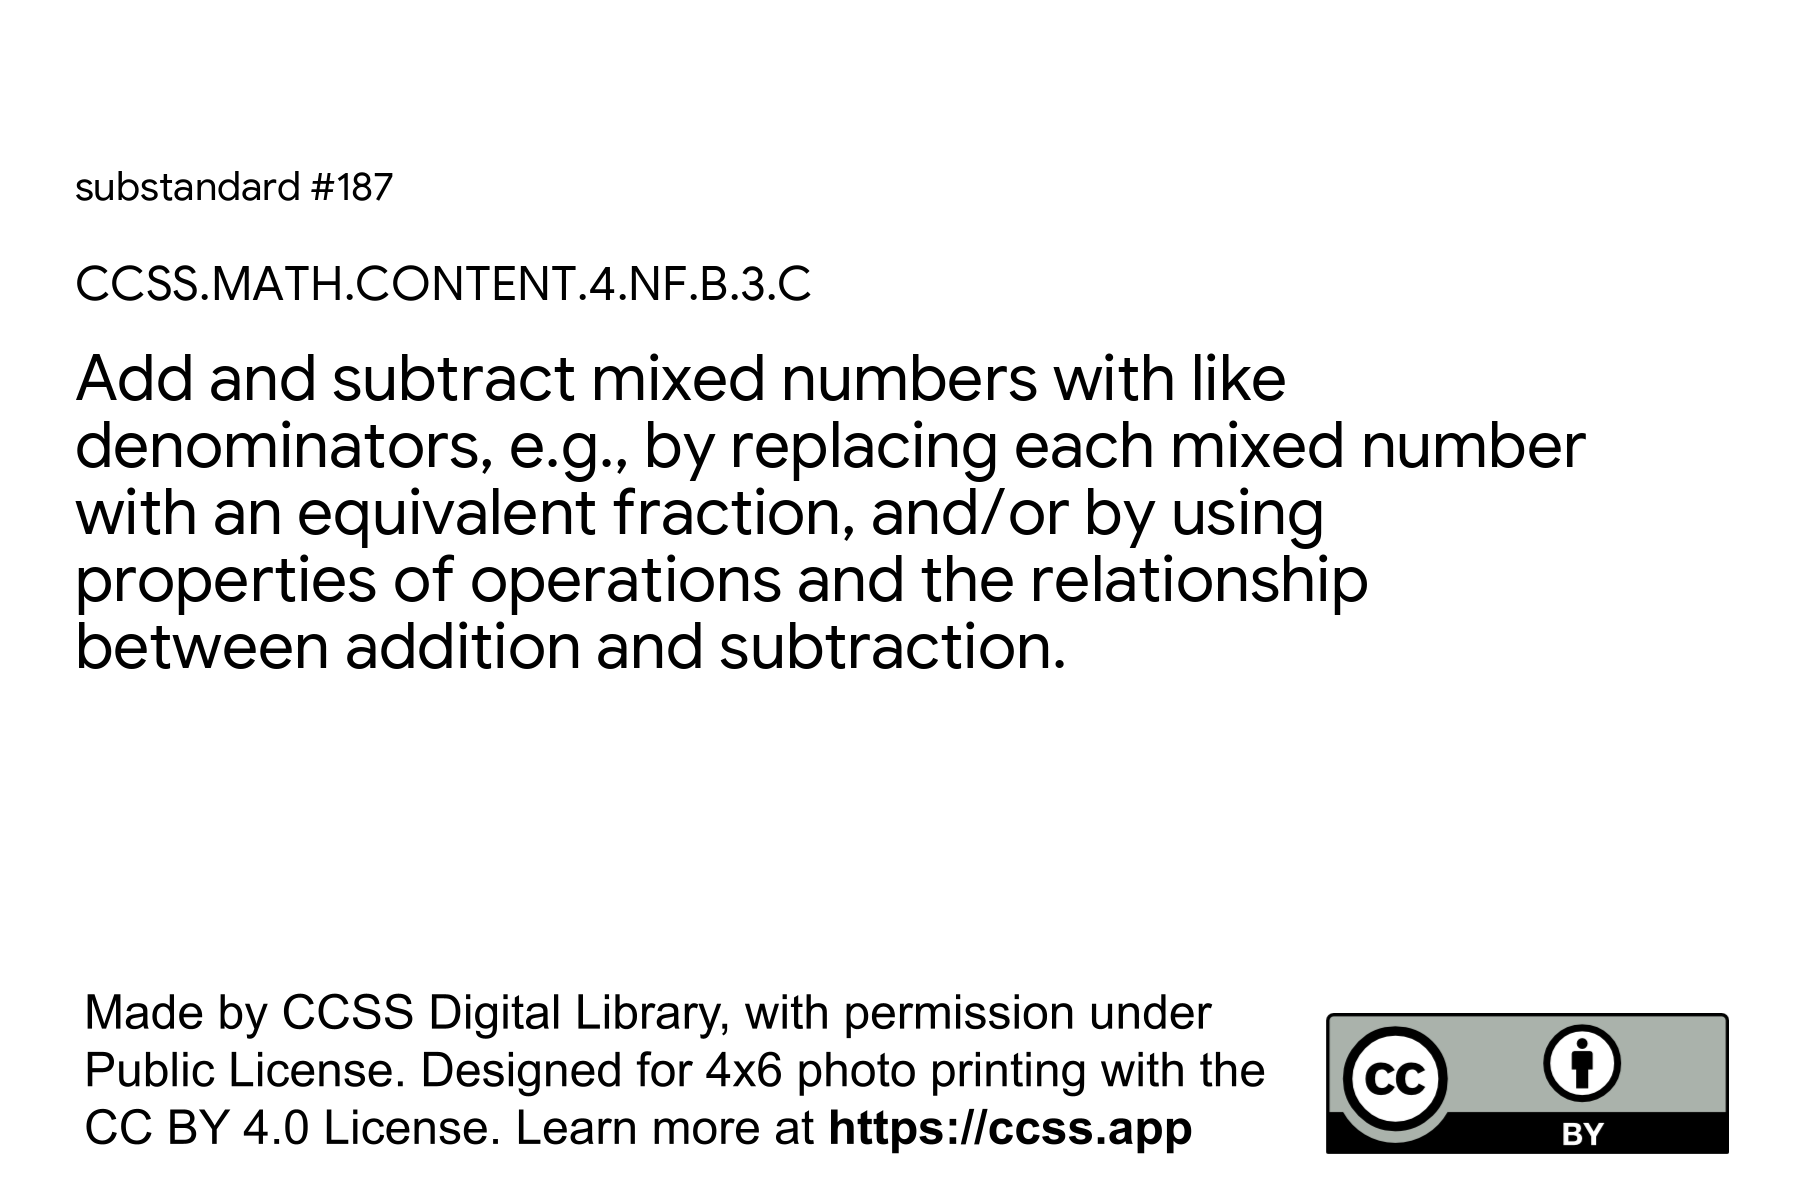 substandard #187
CCSS.MATH.CONTENT.4.NF.B.3.C
Add and subtract mixed numbers with like
denominators, e.g., by replacing each mixed number
with an equivalent fraction, and/or by using
properties of operations and the relationship
between addition and subtraction.
Made by CCSS Digital Library, with permission under
Public License. Designed for 4x6 photo printing with the
CC BY 4.0 License. Learn more at https://ccss.app
CC
BY